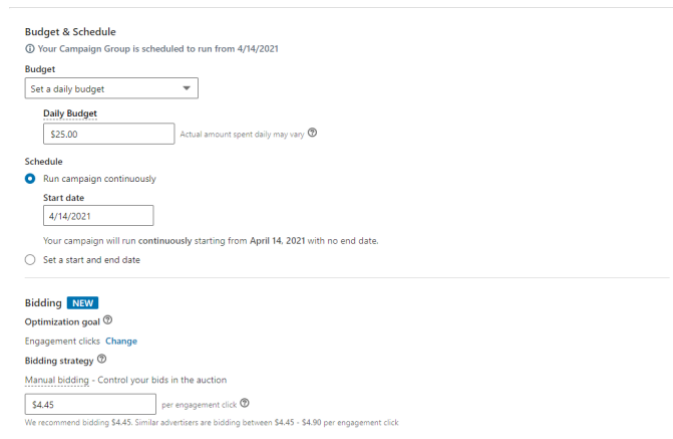 Budget & Schedule
Your Campaign Group is scheduled to run from 4/14/2021
Budget
Set a daily budget
Daily Budget
$25.00 Actual amount spent daily may vary
Schedule
Run campaign continuously
Start date
4/14/2021
Your campaign will run continuously starting from April 14, 2021 with no end date.
Set a start and end date
Bidding NEW
Optimization goal
Engagement clicks Change
Bidding strategy
Manual bidding - Control your bids in the auction
$4.45 per engagement click
We recommend bidding $4.45. Similar advertisers are bidding between $4.45 - $4.90 per engagement click